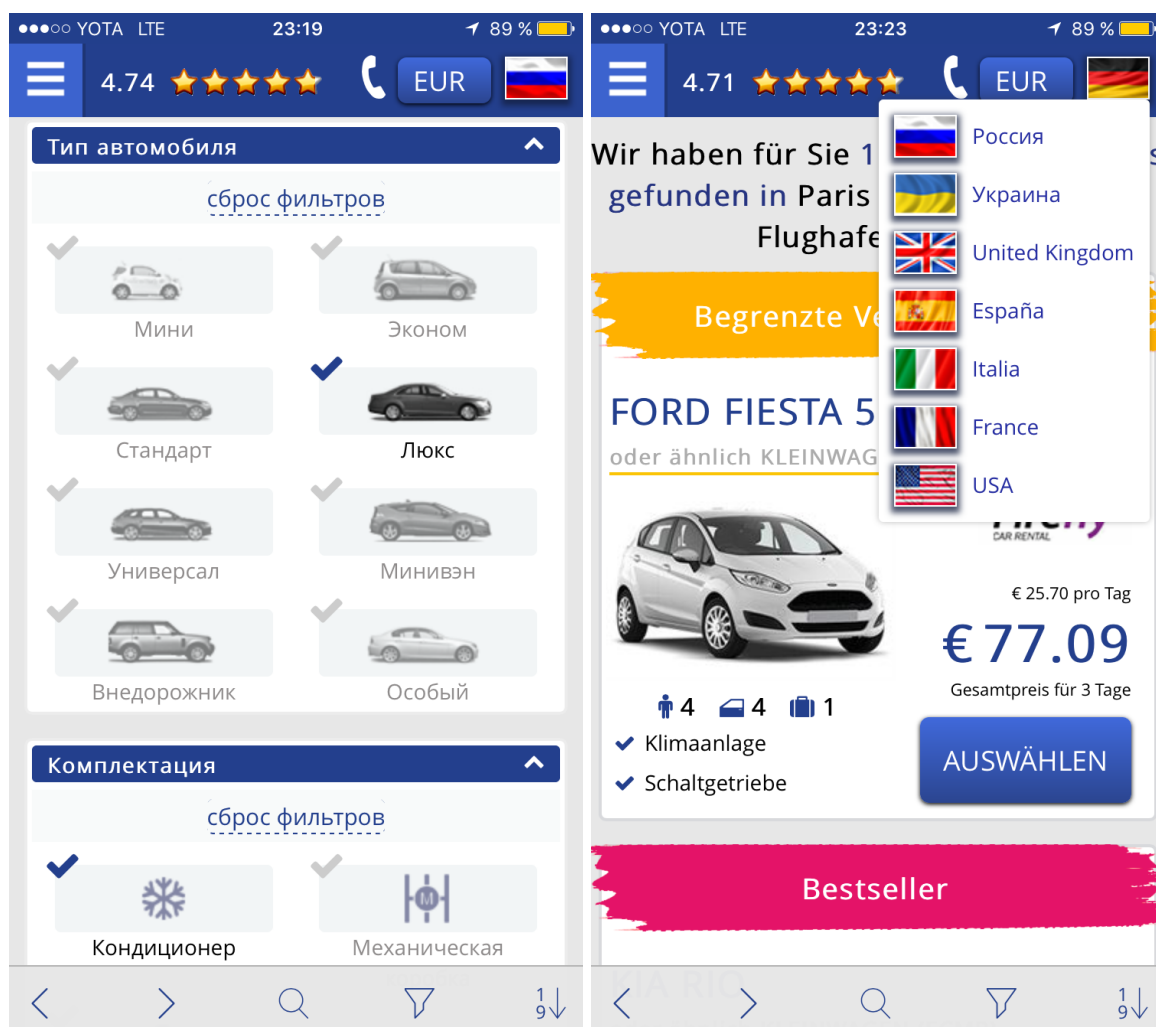 YOTA LTE 23:19 89 %
4.74 EUR
Тип автомобиля
сброс фильтров
Мини Эконом
Стандарт Люкс
Универсал Минивэн
Внедорожник Особый
Комплектация
сброс фильтров
M
Кондиционер Механическая
1
9
YOTA LTE 23:23 89 %
4.71 EUR
Wir haben für Sie 1
gefunden in Paris
Россия
Украина
United Kingdom
España
Italia
France
USA
Begrenzte
FORD FIESTA 5
oder ähnlich
CAR RENTAL
€ 25.70 pro Tag
€ 77.09
Gesamtpreis für 3 Tage
4 4 1
Klimaanlage
Schaltgetriebe
AUSWÄHLEN
Bestseller
KIA RIO
1
9